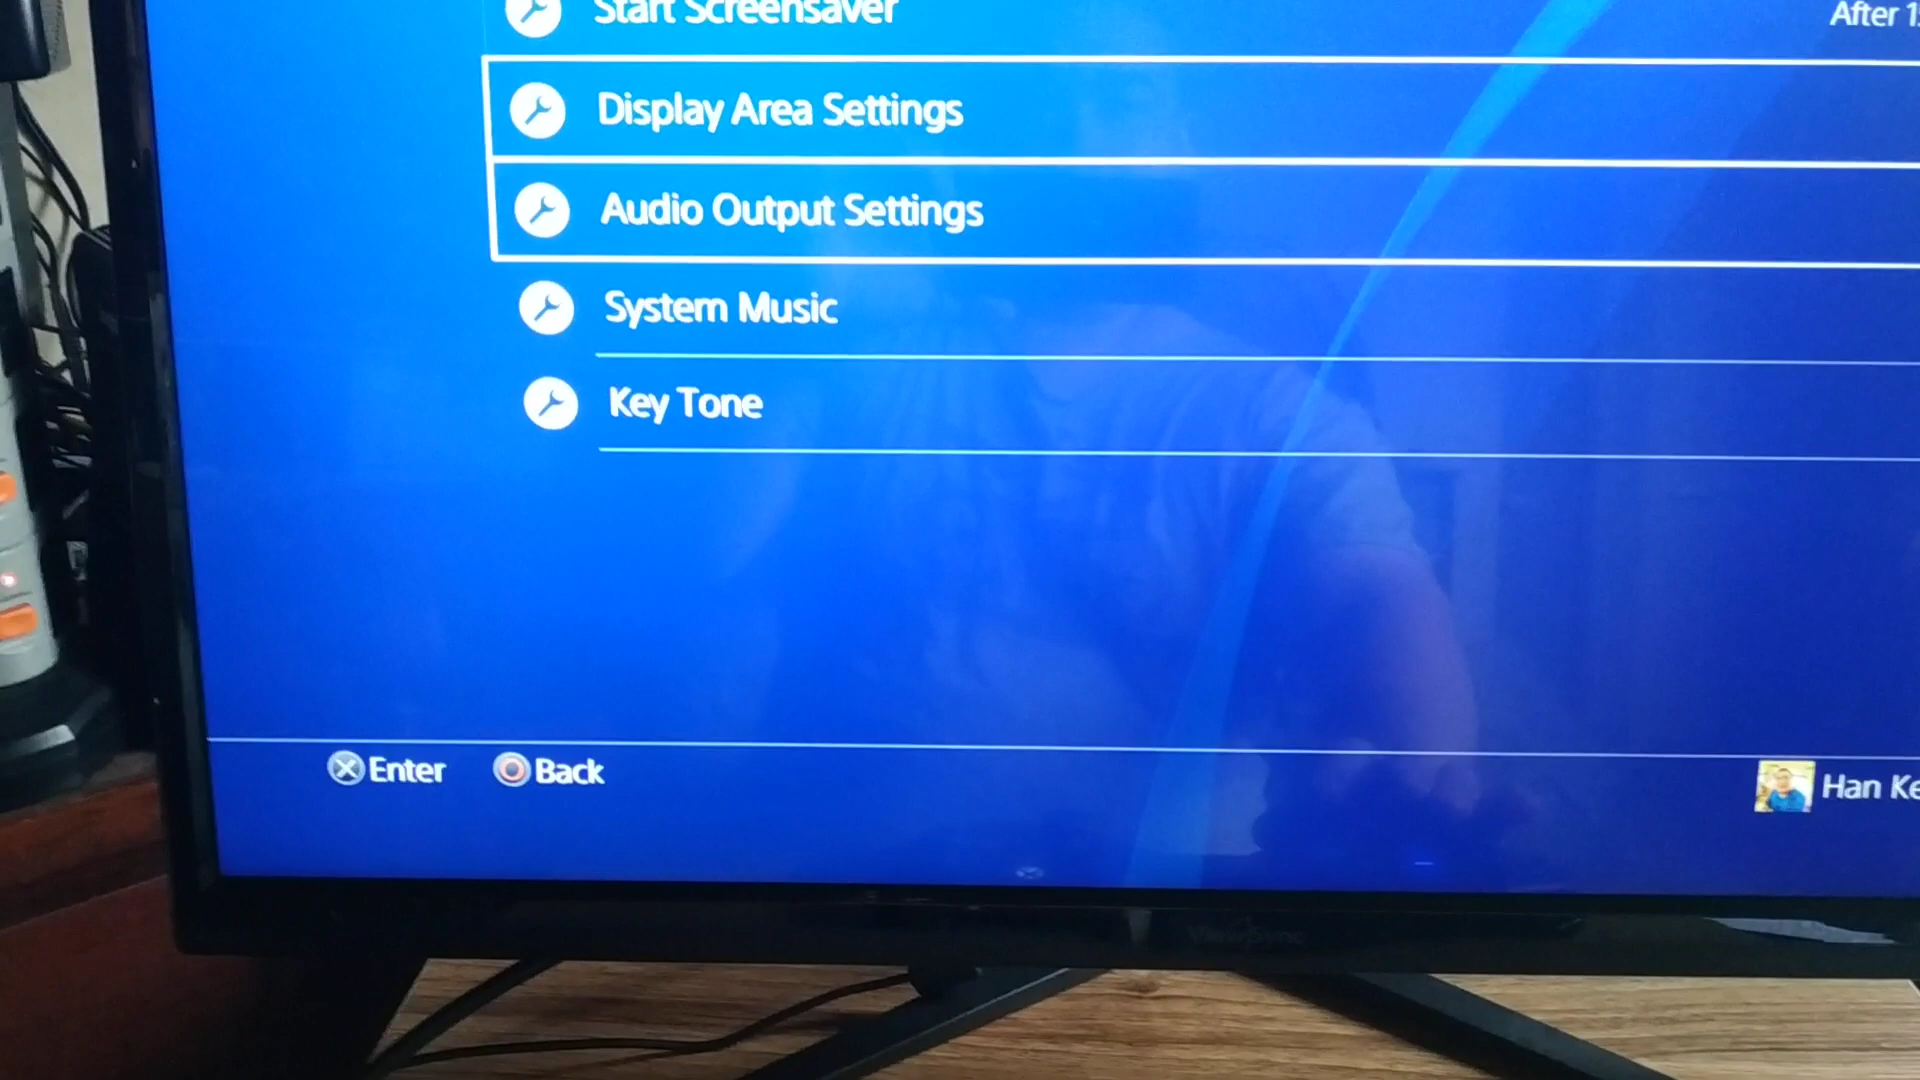 Start Screensaver
After 1
Display Area Settings
Audio Output Settings
System Music
Key Tone
Enter
Back
Han Ke